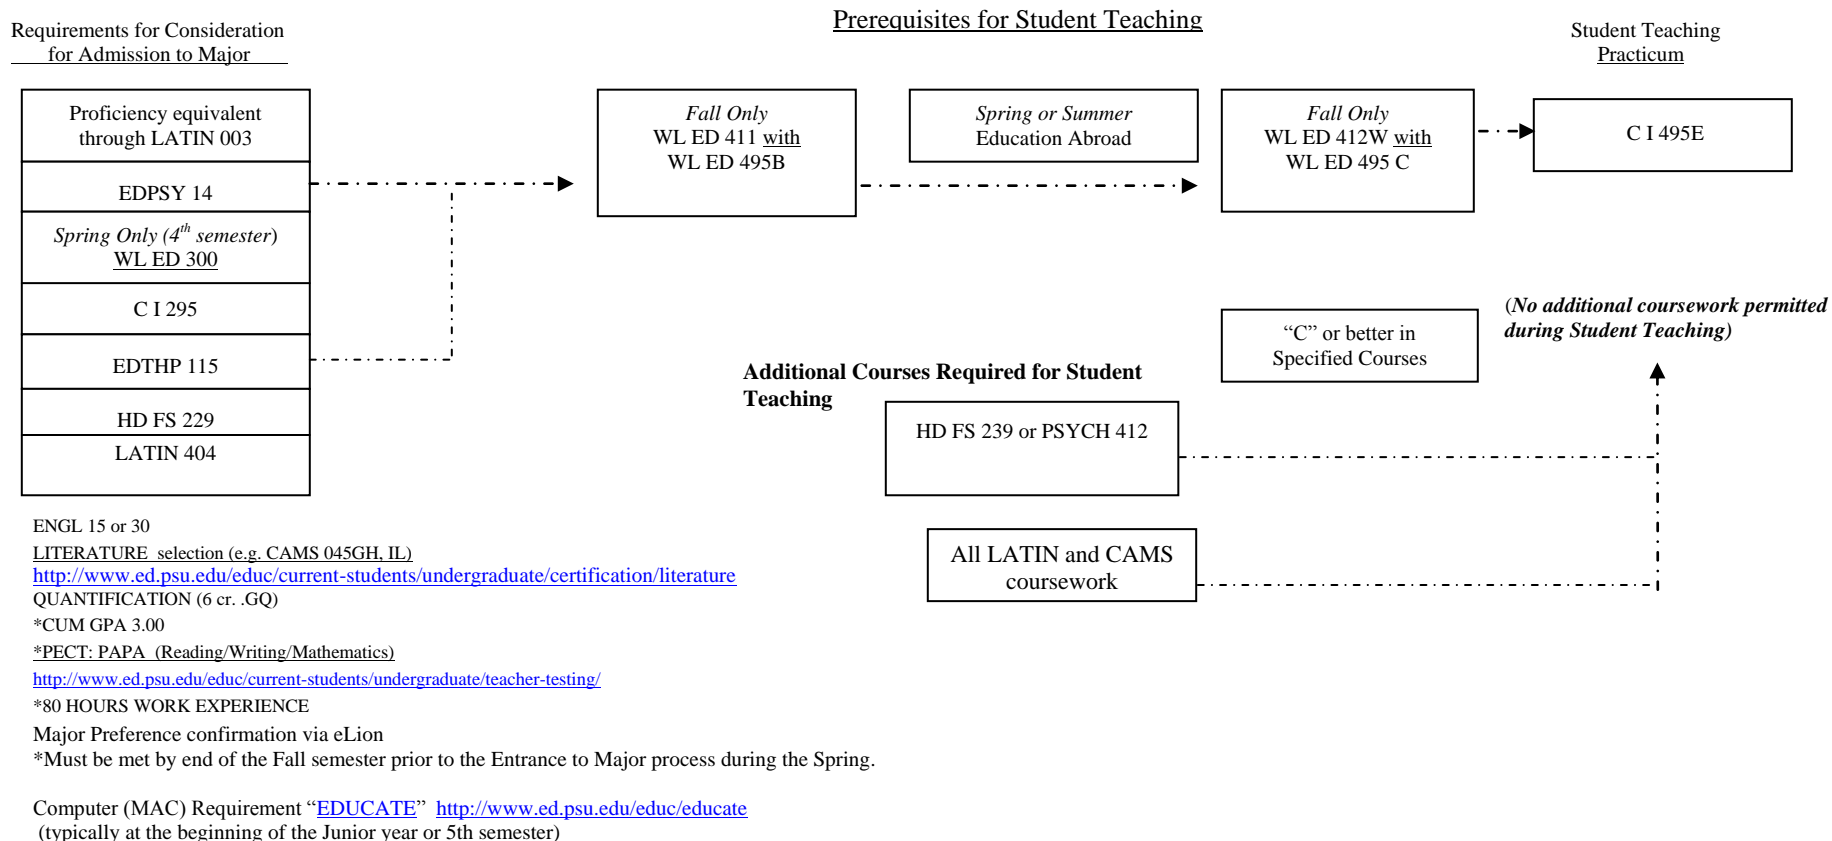 Prerequisites for Student Teaching
Requirements for Consideration
for Admission to Major
Student Teaching
Practicum
Proficiency equivalent
through LATIN 003
EDPSY 14
Spring Only (4th semester)
WL ED 300
C I 295
EDTHP 115
HD FS 229
LATIN 404
Fall Only
WL ED 411 with
WL ED 495B
Spring or Summer
Education Abroad
Fall Only
WL ED 412W with
WL ED 495 C
C I 495E
(No additional coursework permitted
during Student Teaching)
"C" or better in
Specified Courses
Additional Courses Required for Student
Teaching
HD FS 239 or PSYCH 412
All LATIN and CAMS
coursework
ENGL 15 or 30
LITERATURE  selection (e.g. CAMS 045GH, IL)
http://www.ed.psu.edu/educ/current-students/undergraduate/certification/literature
QUANTIFICATION (6 cr. .GQ)
*CUM GPA 3.00
*PECT: PAPA  (Reading/Writing/Mathematics)
http://www.ed.psu.edu/educ/current-students/undergraduate/teacher-testing/
*80 HOURS WORK EXPERIENCE
Major Preference confirmation via eLion
*Must be met by end of the Fall semester prior to the Entrance to Major process during the Spring.
Computer (MAC) Requirement "EDUCATE"  http://www.ed.psu.edu/educ/educate
(typically at the beginning of the Junior year or 5th semester)